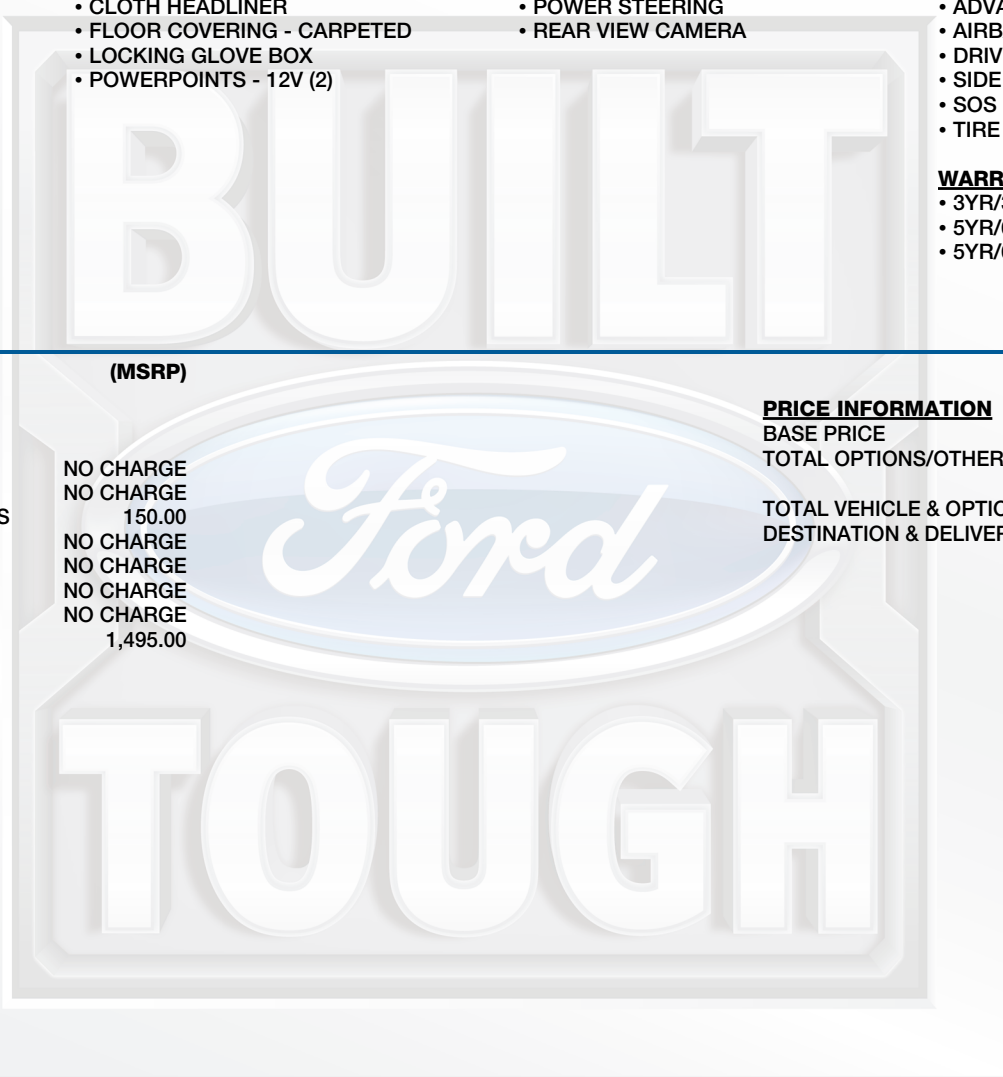 • CLOTH HEADLINER
• FLOOR COVERING - CARPETED
• LOCKING GLOVE BOX
• POWERPOINTS - 12V (2)
• POWER STEERING
• REAR VIEW CAMERA
• ADVA
• AIRB
• DRIV
• SIDE
• SOS
• TIRE
WARR
• 3YR/
• 5YR/
• 5YR/
(MSRP)
NO CHARGE
NO CHARGE
S 150.00
NO CHARGE
NO CHARGE
NO CHARGE
NO CHARGE
1,495.00
PRICE INFORMATION
BASE PRICE
TOTAL OPTIONS/OTHER
TOTAL VEHICLE & OPTIO
DESTINATION & DELIVER
BUILT
Ford
TOUGH